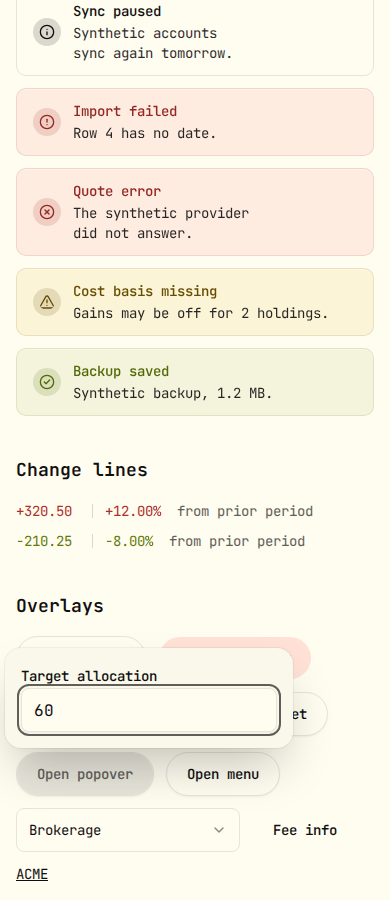 Sync paused
Synthetic accounts
sync again tomorrow.
Import failed
Row 4 has no date.
Quote error
The synthetic provider
did not answer.
Cost basis missing
Gains may be off for 2 holdings.
Backup saved
Synthetic backup, 1.2 MB.
Change lines
+320.50 +12.00% from prior period
-210.25 -8.00% from prior period
Overlays
Target allocation
60
Open popover Open menu
Brokerage Fee info
ACME